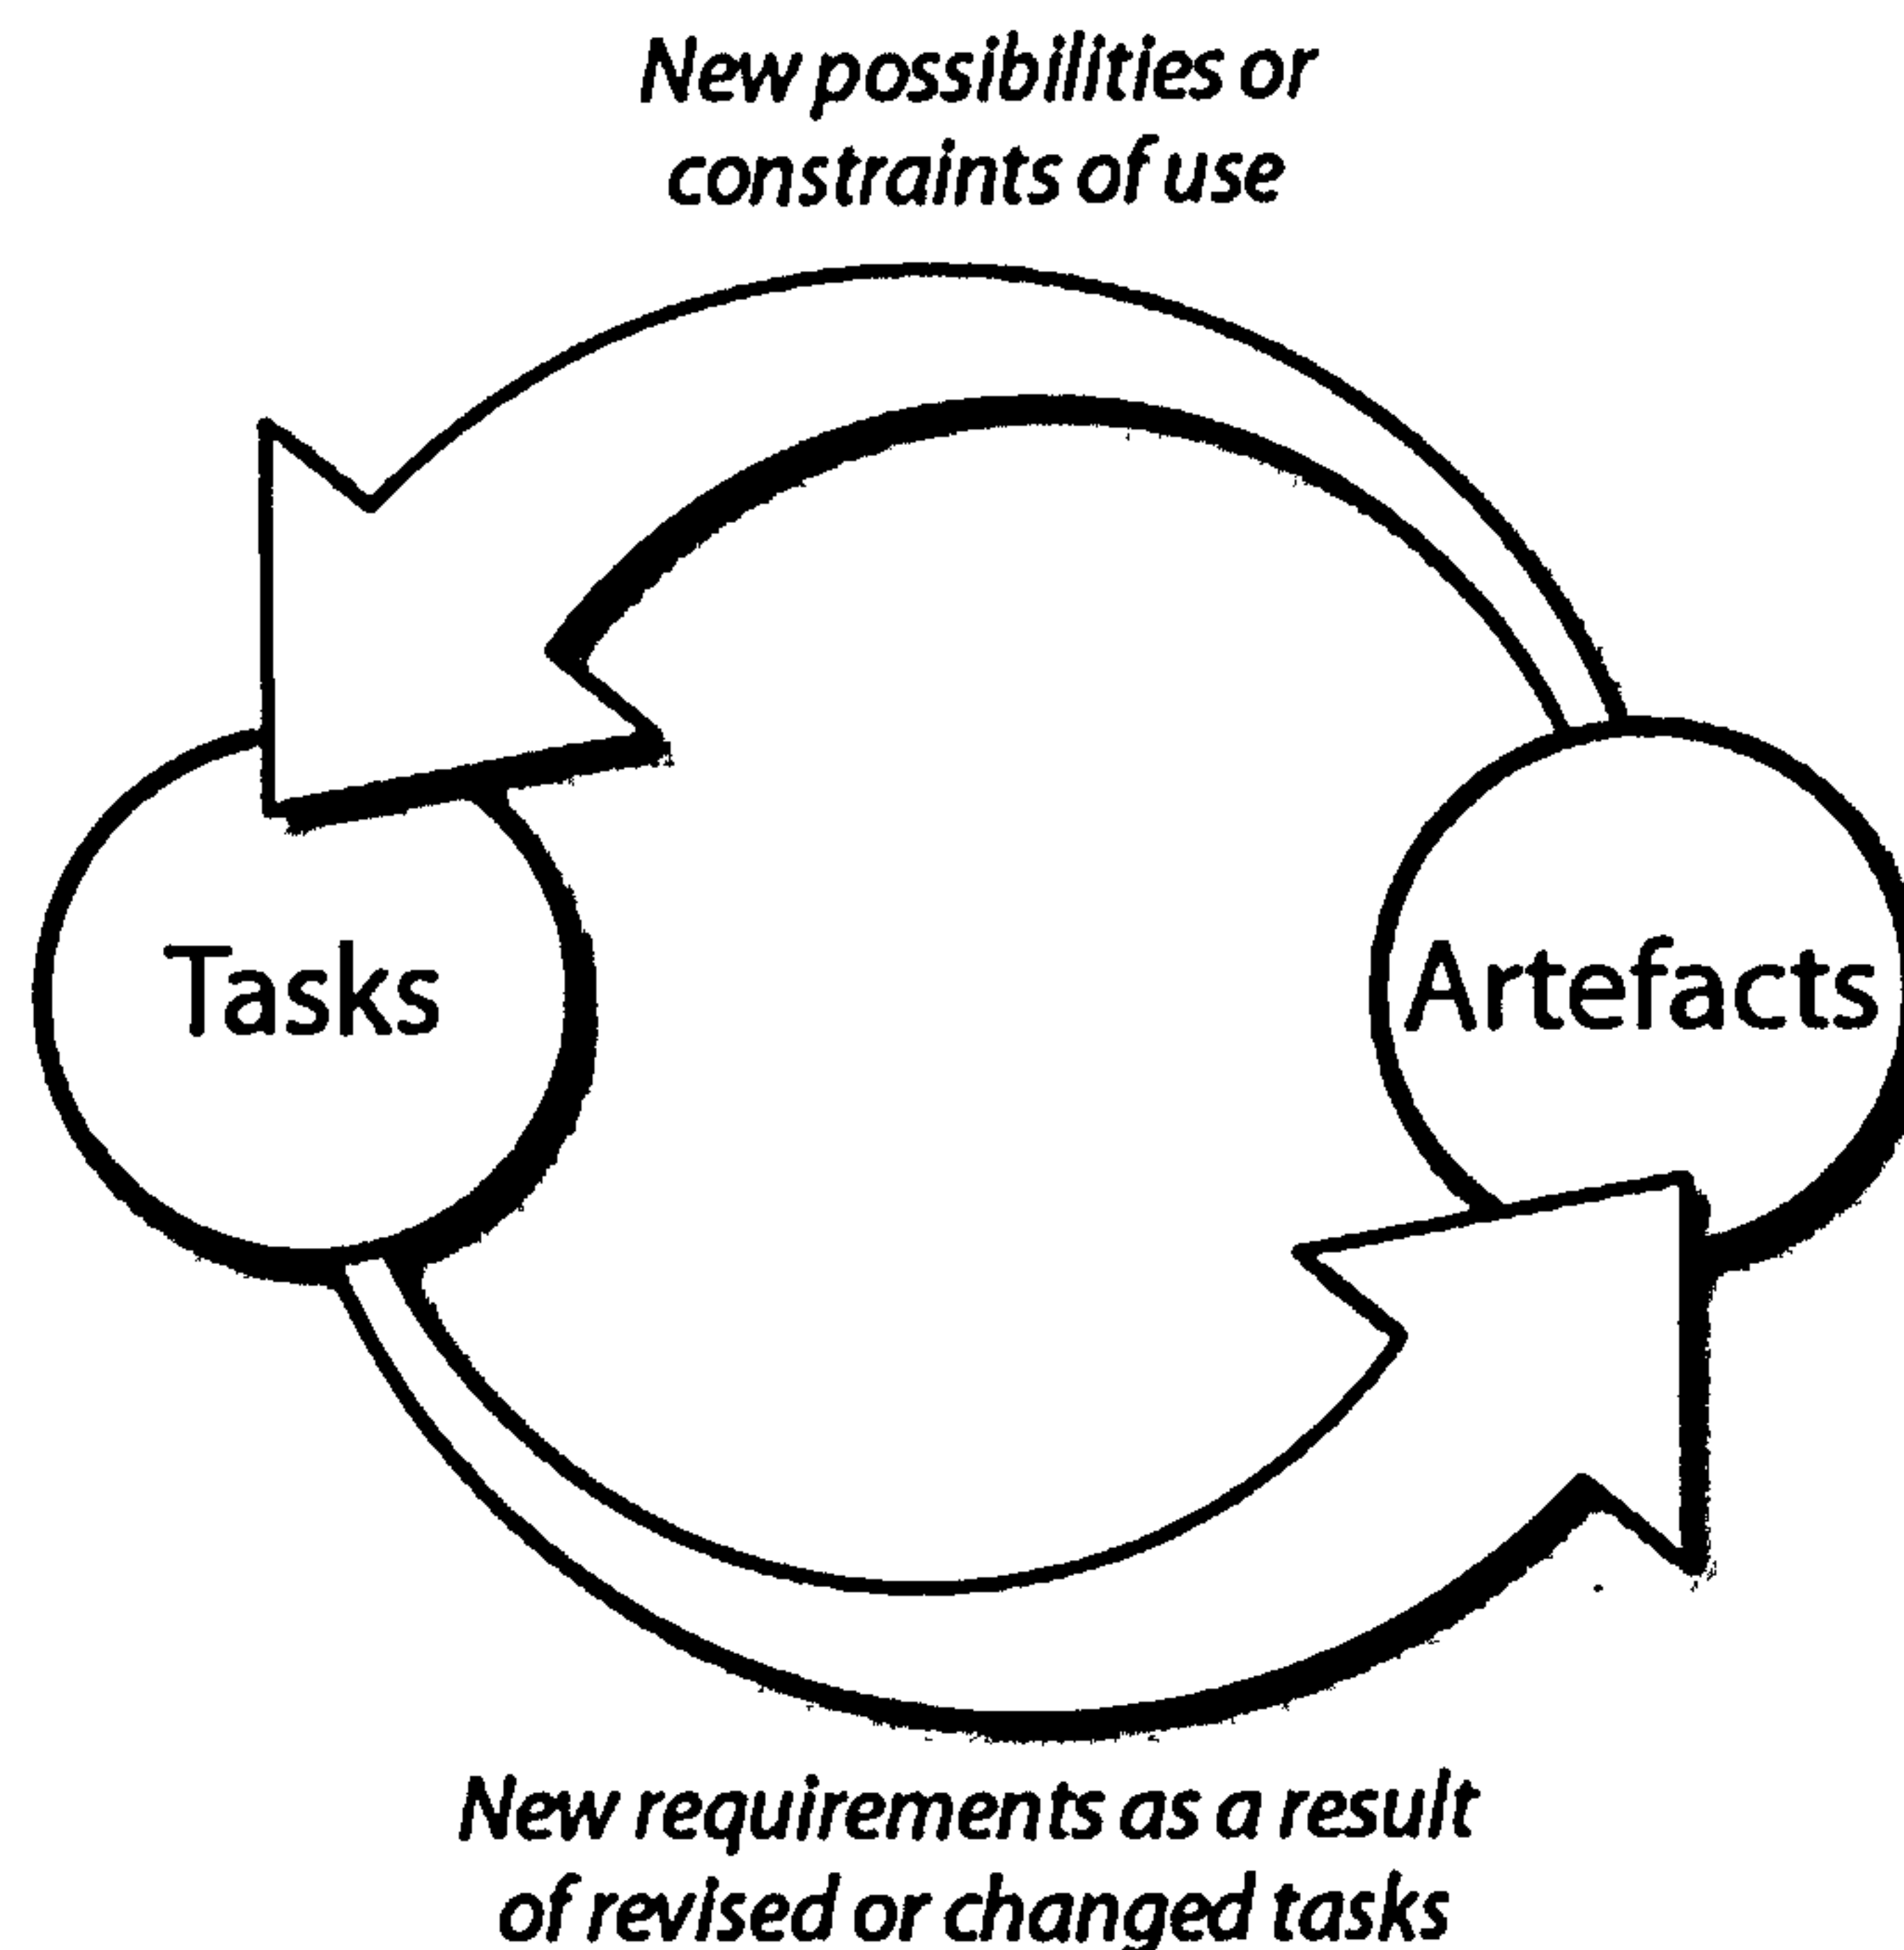 New possibilities or
constraints of use
Tasks
Artefacts
New requirements as a result
of revised or changed tasks